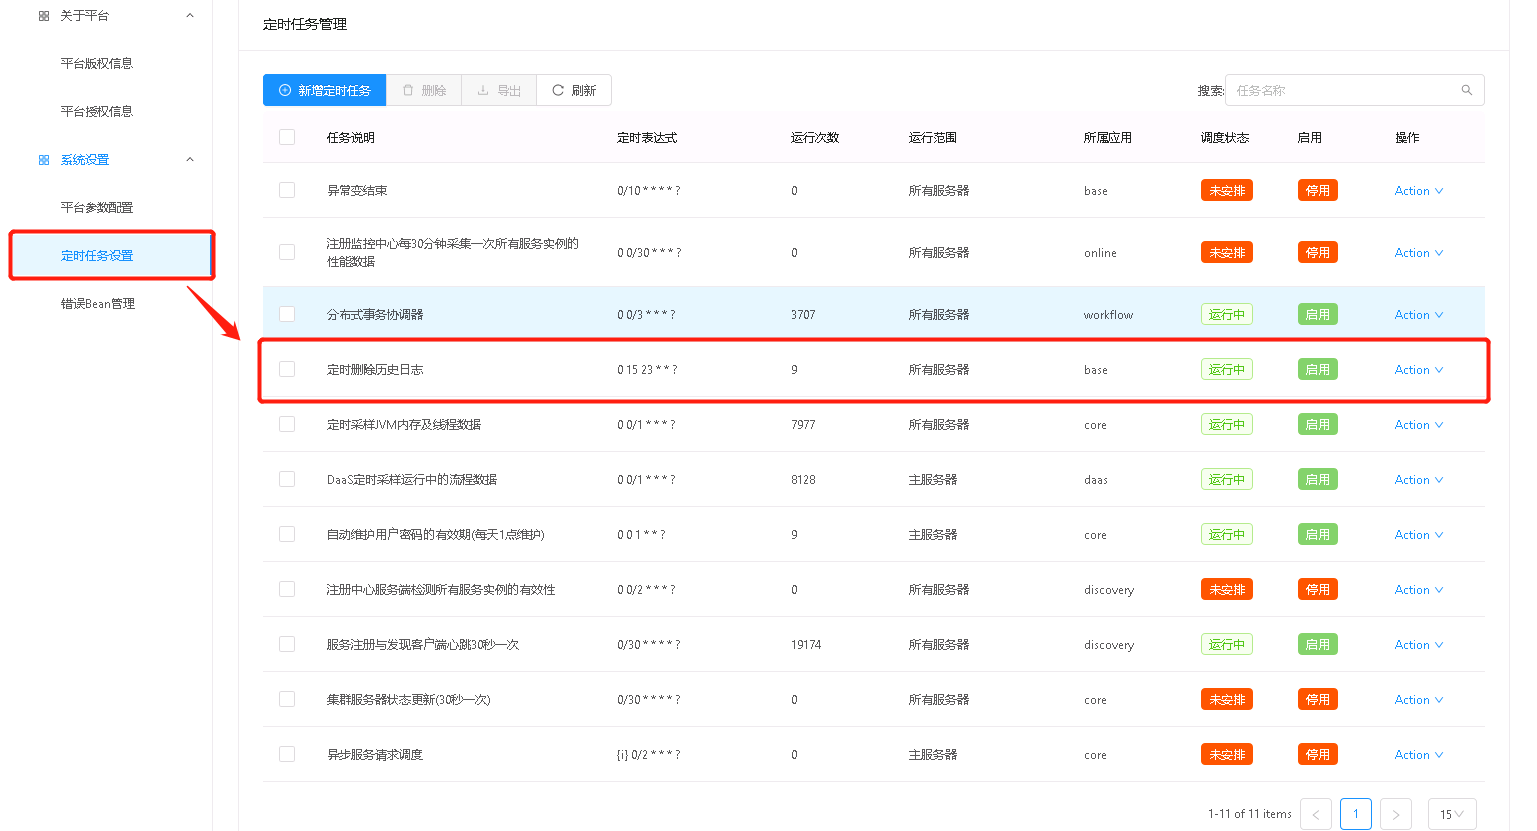 关于平台
平台版权信息
平台授权信息
系统设置
平台参数配置
定时任务设置
错误Bean管理
定时任务管理
新增定时任务 删除 导出 刷新 搜索: 任务名称
任务说明 定时表达式 运行次数 运行范围 所属应用 调度状态 启用 操作
异常变结束 0/10 * * * * ? 0 所有服务器 base 未安排 停用 Action
注册监控中心每30分钟采集一次所有服务实例的
性能数据 0 0/30 * * * ? 0 所有服务器 online 未安排 停用 Action
分布式事务协调器 0 0/3 * * * ? 3707 所有服务器 workflow 运行中 启用 Action
定时删除历史日志 0 15 23 * * ? 9 所有服务器 base 运行中 启用 Action
定时采样JVM内存及线程数据 0 0/1 * * * ? 7977 所有服务器 core 运行中 启用 Action
DaaS定时采样运行中的流程数据 0 0/1 * * * ? 8128 主服务器 daas 运行中 启用 Action
自动维护用户密码的有效期(每天1点维护) 0 0 1 * * ? 9 主服务器 core 运行中 启用 Action
注册中心服务端检测所有服务实例的有效性 0 0/2 * * * ? 0 所有服务器 discovery 未安排 停用 Action
服务注册与发现客户端心跳30秒一次 0/30 * * * * ? 19174 所有服务器 discovery 运行中 启用 Action
集群服务器状态更新(30秒一次) 0/30 * * * * ? 0 所有服务器 core 未安排 停用 Action
异步服务请求调度 {i} 0/2 * * * ? 0 主服务器 core 未安排 停用 Action
1-11 of 11 items < 1 > 15